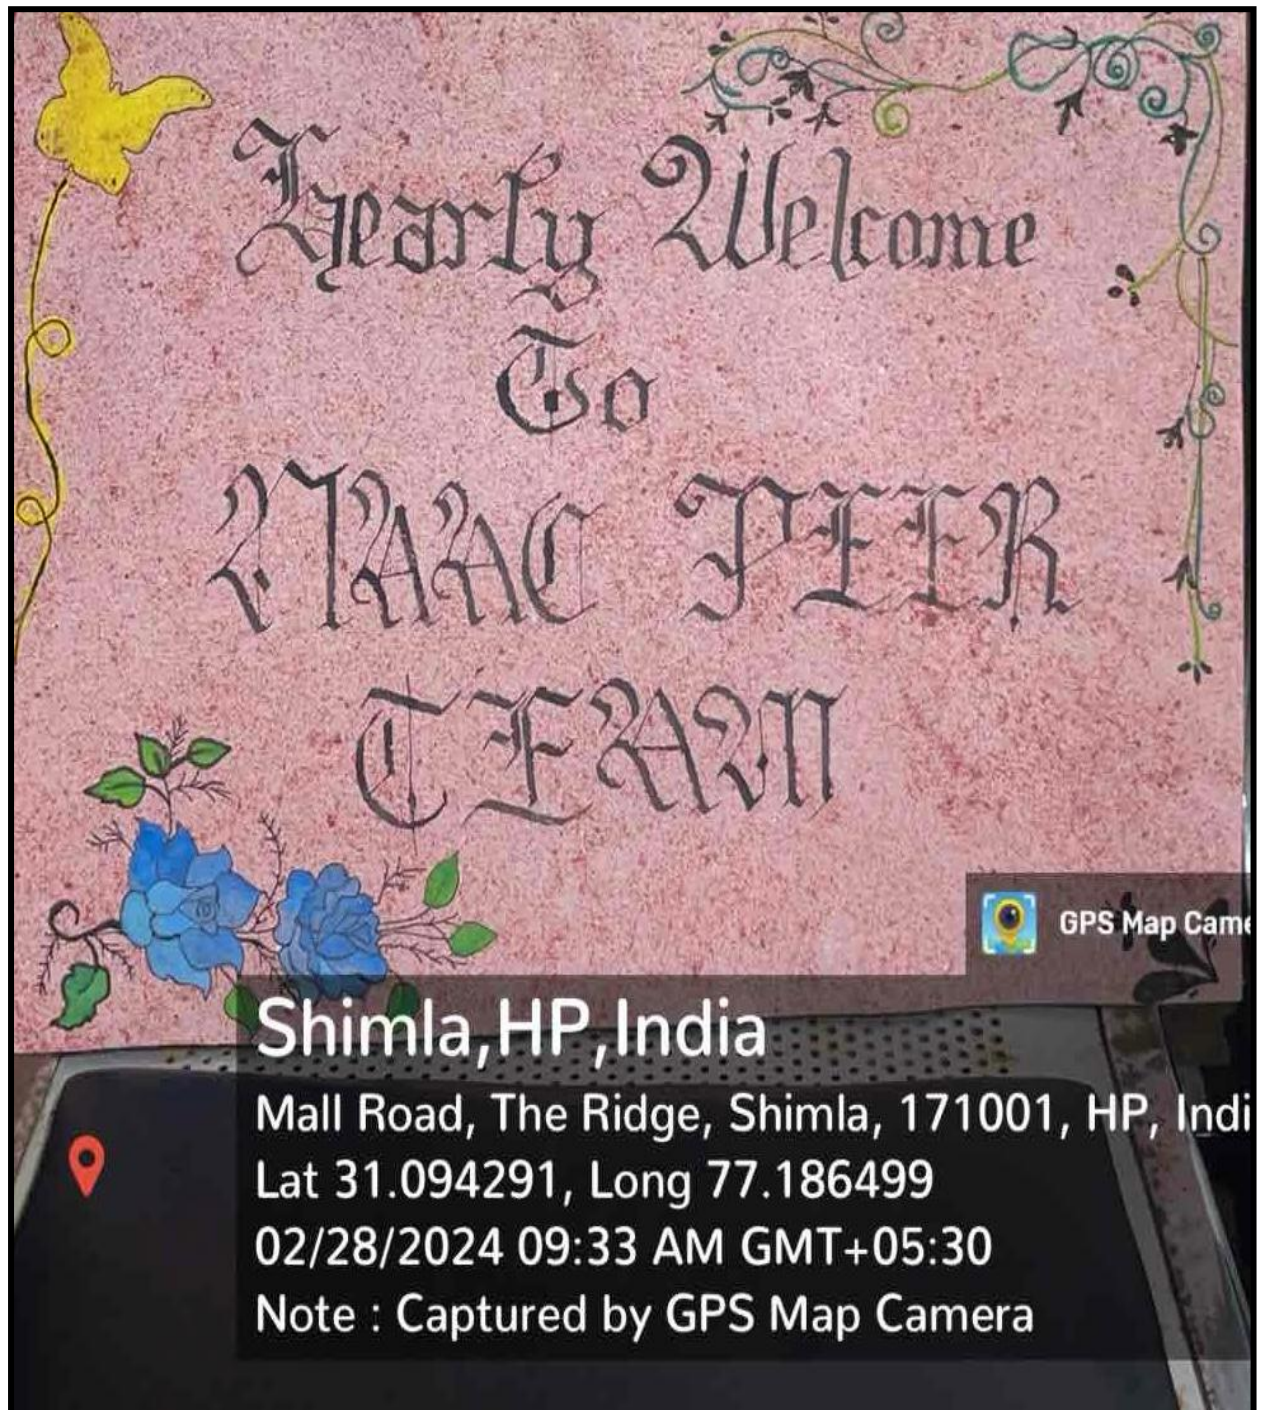 Hearly Welcome
To
NAAC PEER
TEAM
GPS Map Came
Shimla,HP,India
Mall Road, The Ridge, Shimla, 171001, HP, Indi
Lat 31.094291, Long 77.186499
02/28/2024 09:33 AM GMT+05:30
Note : Captured by GPS Map Camera